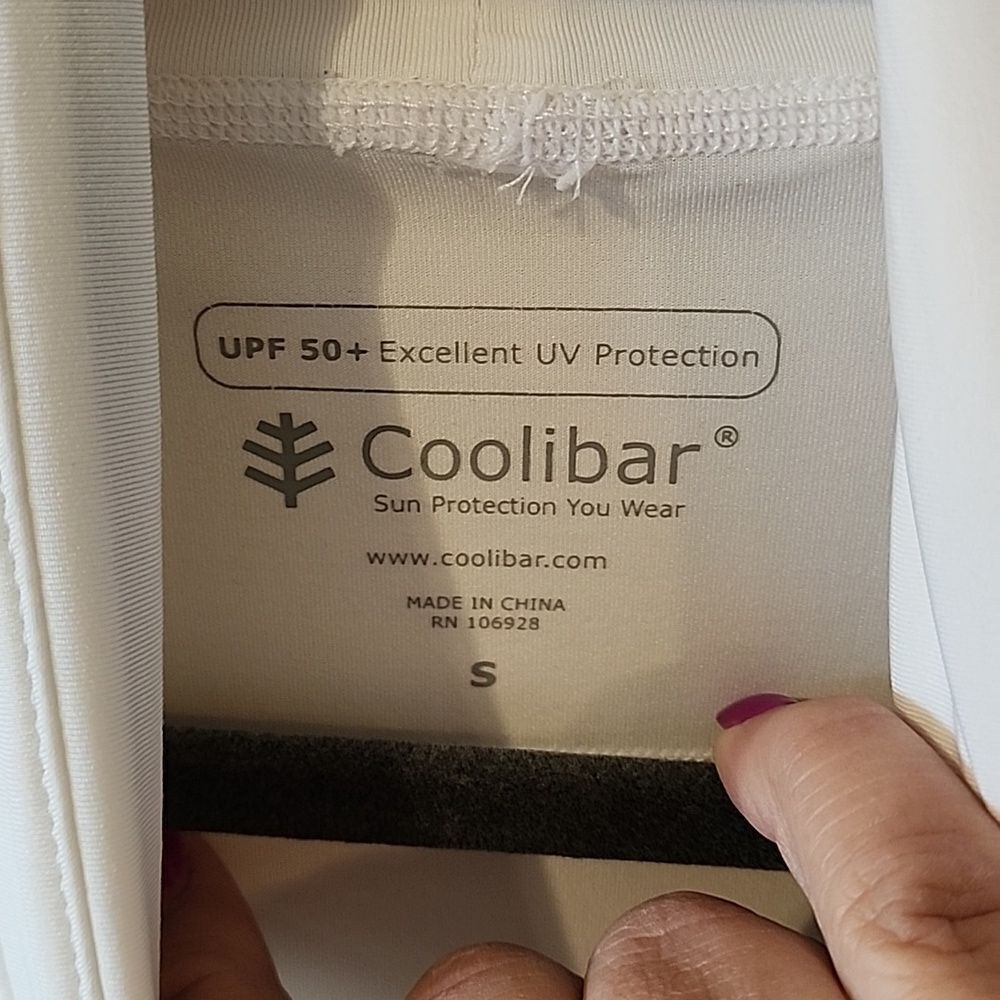 UPF 50+ Excellent UV Protection
Coolibar®
Sun Protection You Wear
www.coolibar.com
MADE IN CHINA
RN 106928
S